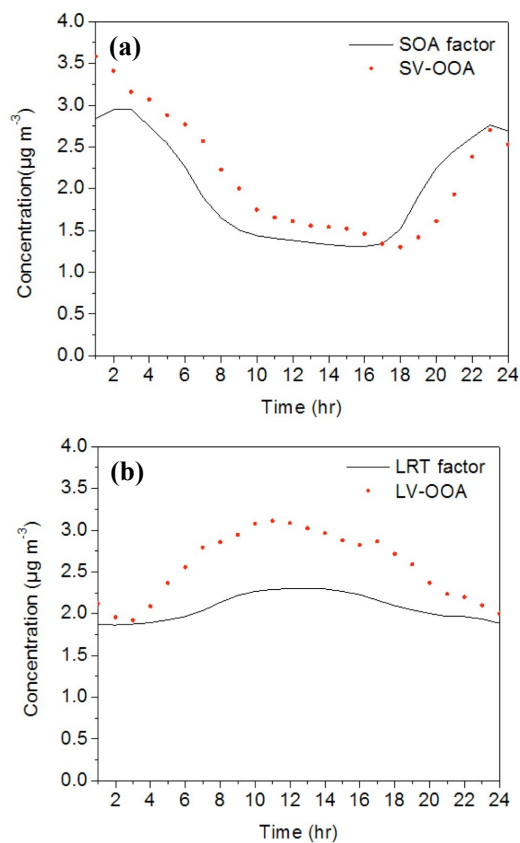 (a)
SOA factor
SV-OOA
4.0
3.5
3.0
2.5
2.0
1.5
1.0
0.5
0.0
Concentration(µg m-3)
2 4 6 8 10 12 14 16 18 20 22 24
Time (hr)
(b)
LRT factor
LV-OOA
4.0
3.5
3.0
2.5
2.0
1.5
1.0
0.5
0.0
Concentration (µg m-3)
2 4 6 8 10 12 14 16 18 20 22 24
Time (hr)